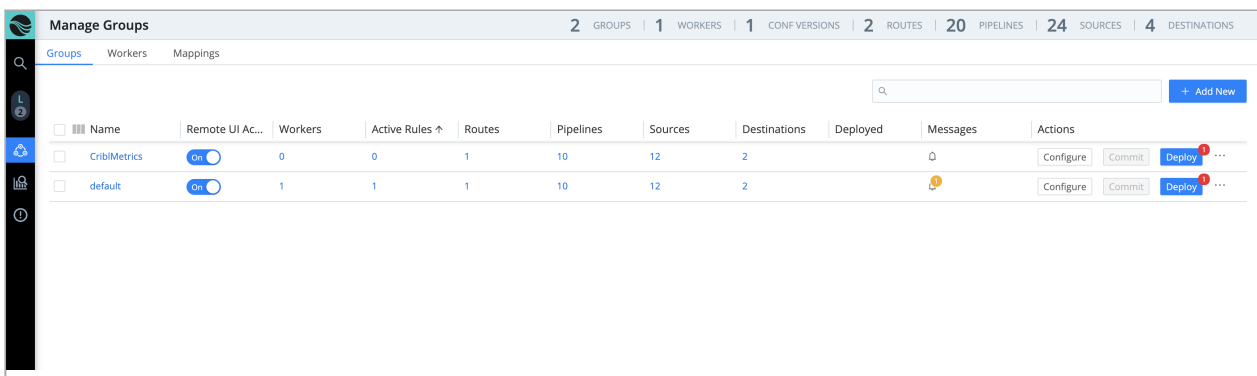 Manage Groups 2 GROUPS 1 WORKERS 1 CONF VERSIONS 2 ROUTES 20 PIPELINES 24 SOURCES 4 DESTINATIONS
Groups Workers Mappings
L
2
+ Add New
Name Remote UI Ac... Workers Active Rules ↑ Routes Pipelines Sources Destinations Deployed Messages Actions
CriblMetrics On 0 0 1 10 12 2 Configure Commit Deploy 1 ...
default On 1 1 1 10 12 2 1 Configure Commit Deploy 1 ...